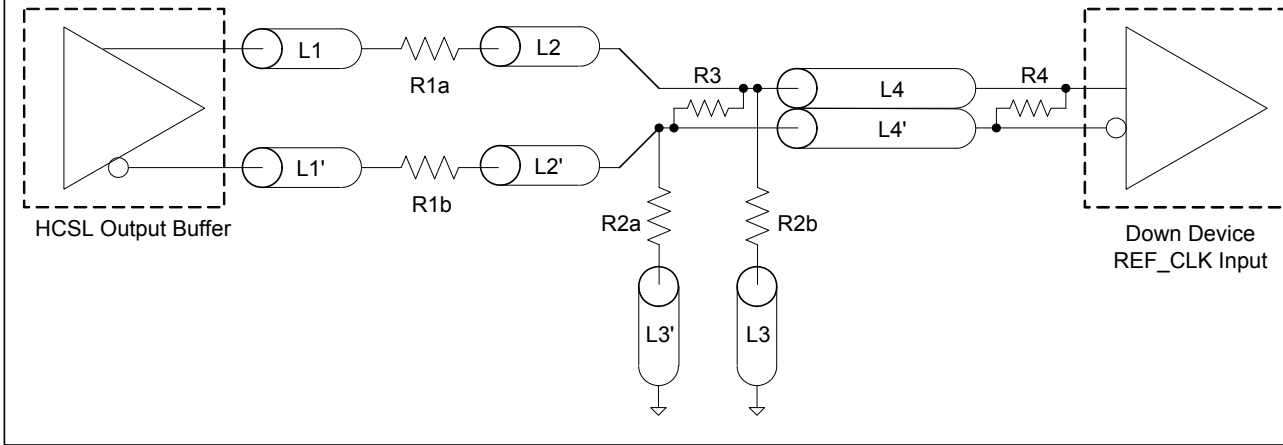 L1
R1a
L2
R3
L4
R4
L4'
L1'
R1b
L2'
HCSL Output Buffer
R2a
R2b
Down Device
REF_CLK Input
L3'
L3